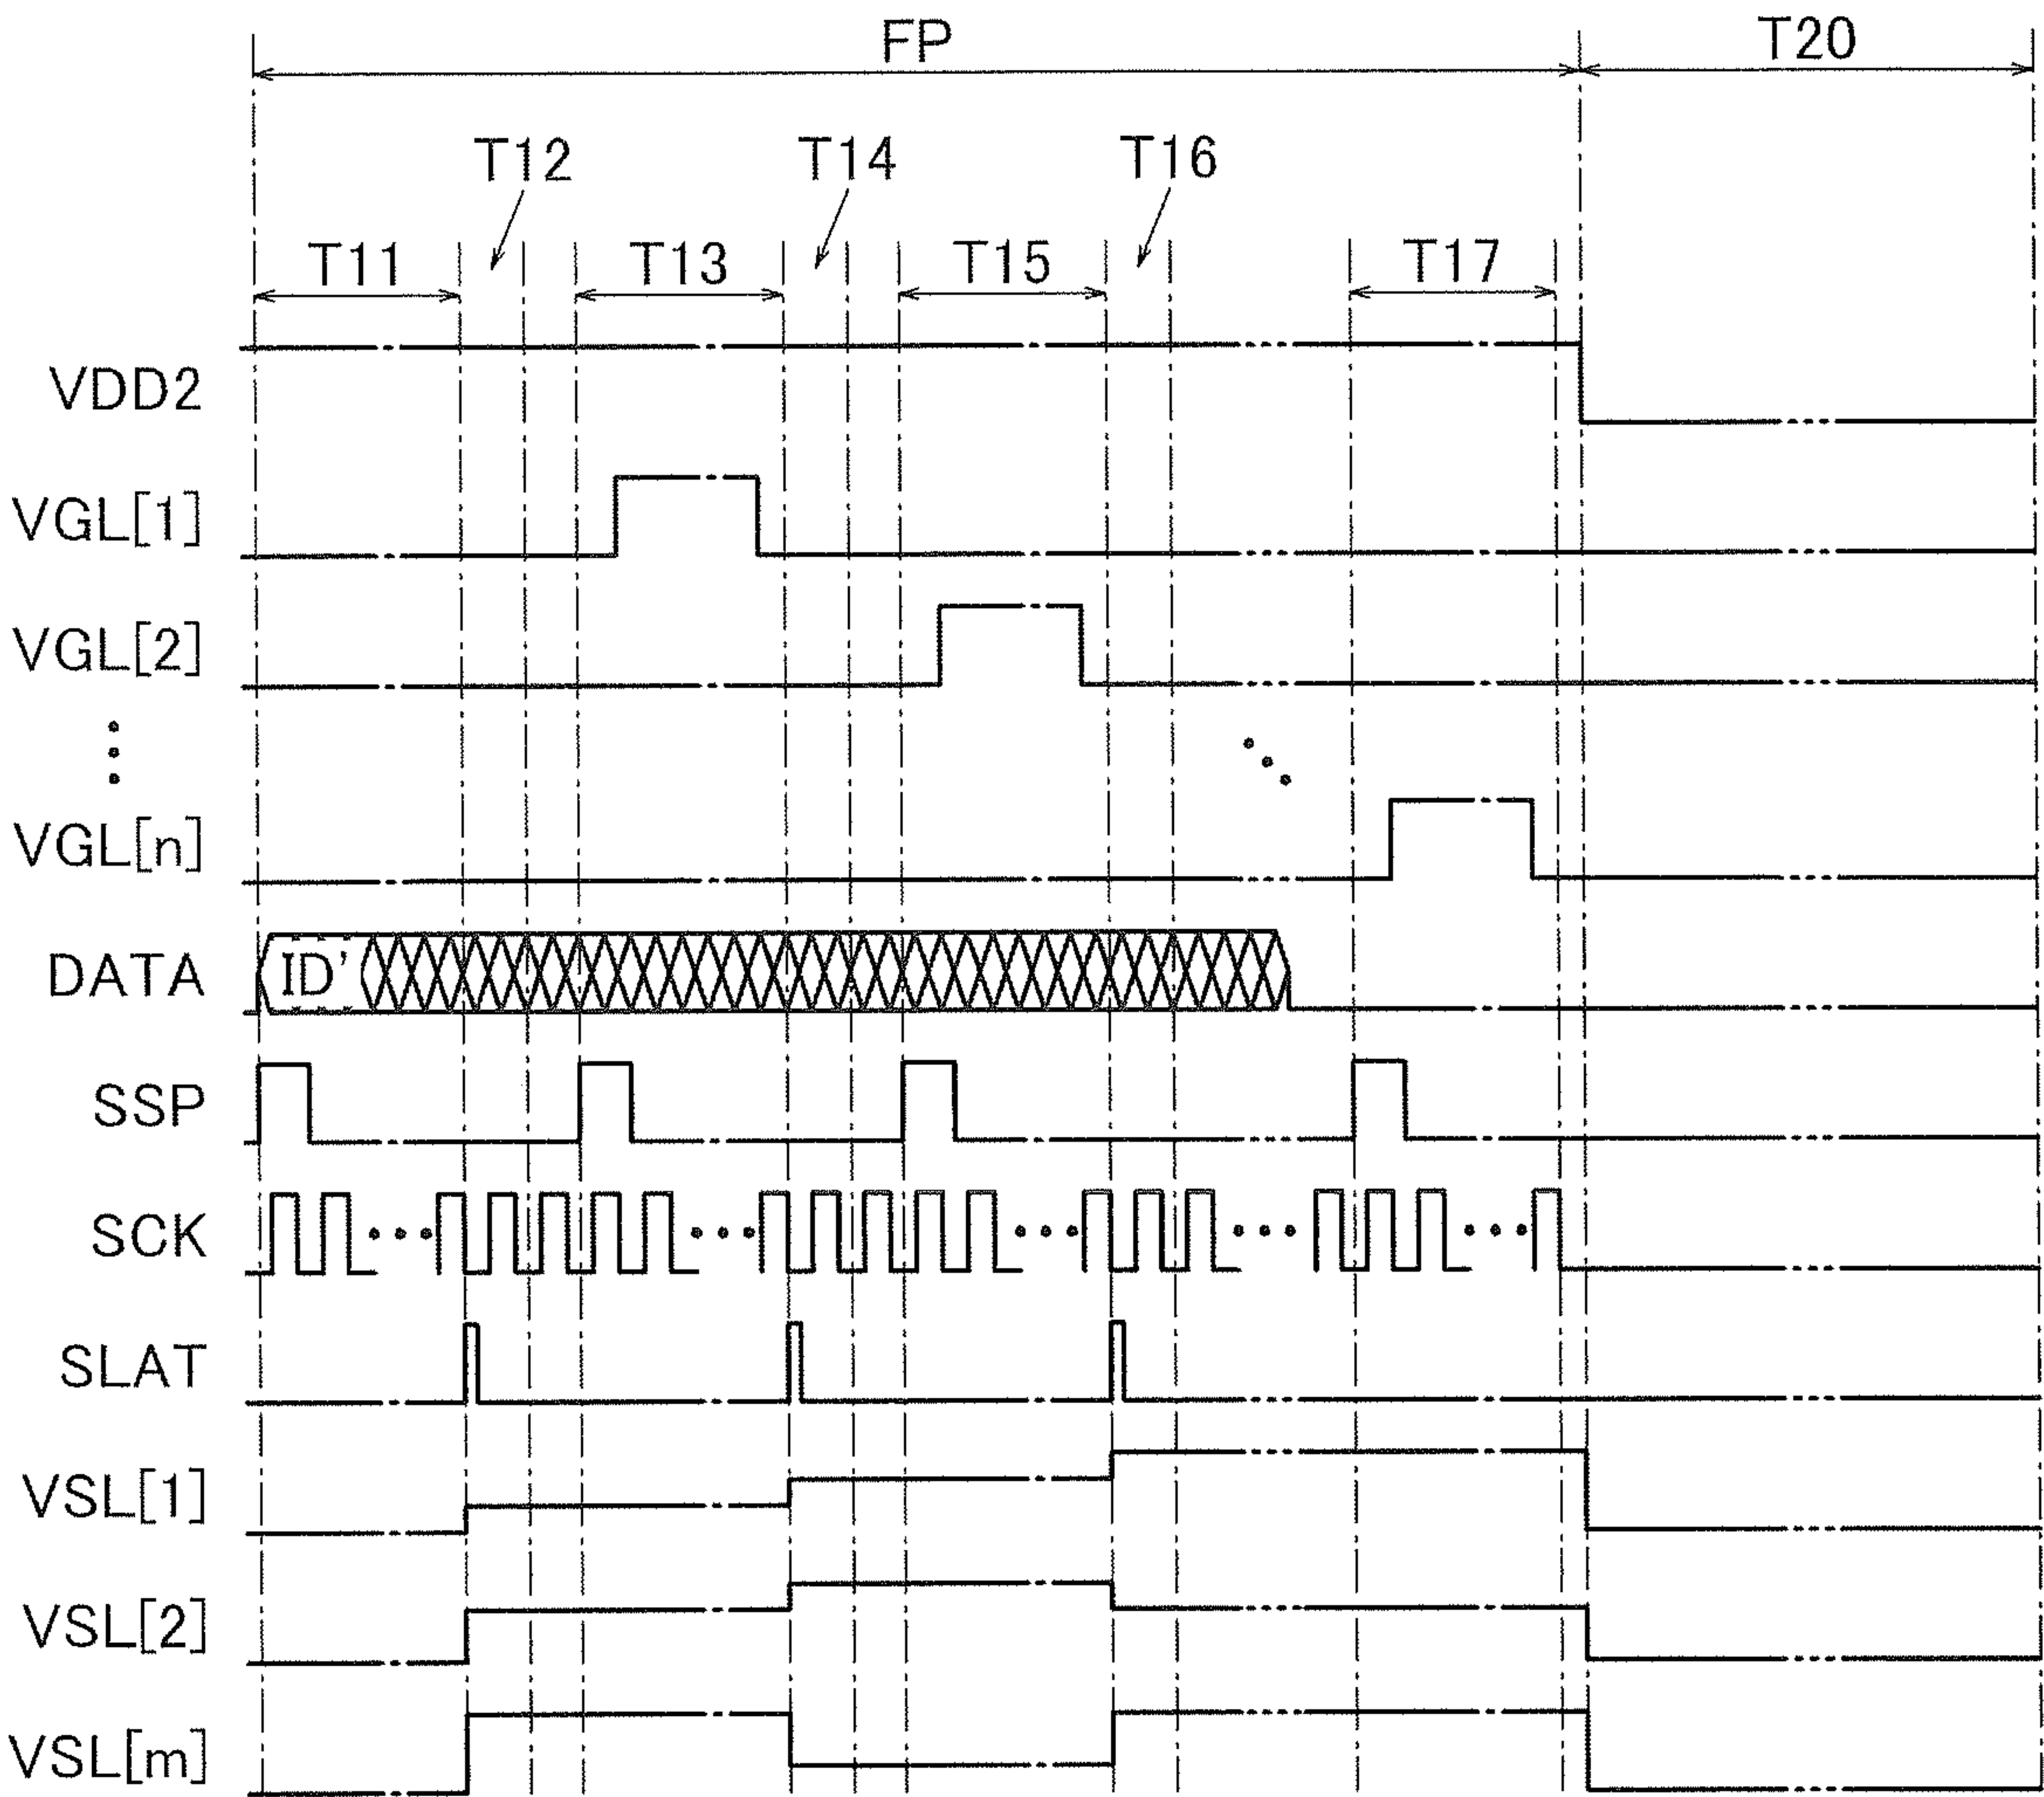 FP T20
T12 T14 T16
T11 T13 T15 T17
VDD2
VGL[1]
VGL[2]
VGL[n]
DATA ID'
SSP
SCK
SLAT
VSL[1]
VSL[2]
VSL[m]